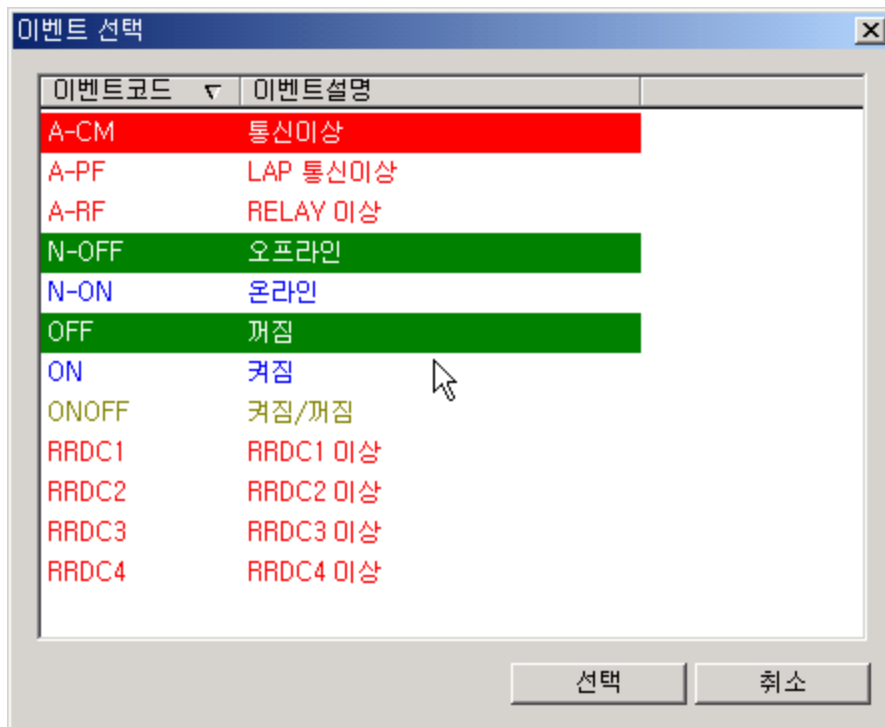 이벤트 선택
이벤트코드 이벤트설명
A-CM 통신이상
A-PF LAP 통신이상
A-RF RELAY 이상
N-OFF 오프라인
N-ON 온라인
OFF 꺼짐
ON 켜짐
ONOFF 켜짐/꺼짐
RRDC1 RRDC1 이상
RRDC2 RRDC2 이상
RRDC3 RRDC3 이상
RRDC4 RRDC4 이상
선택 취소